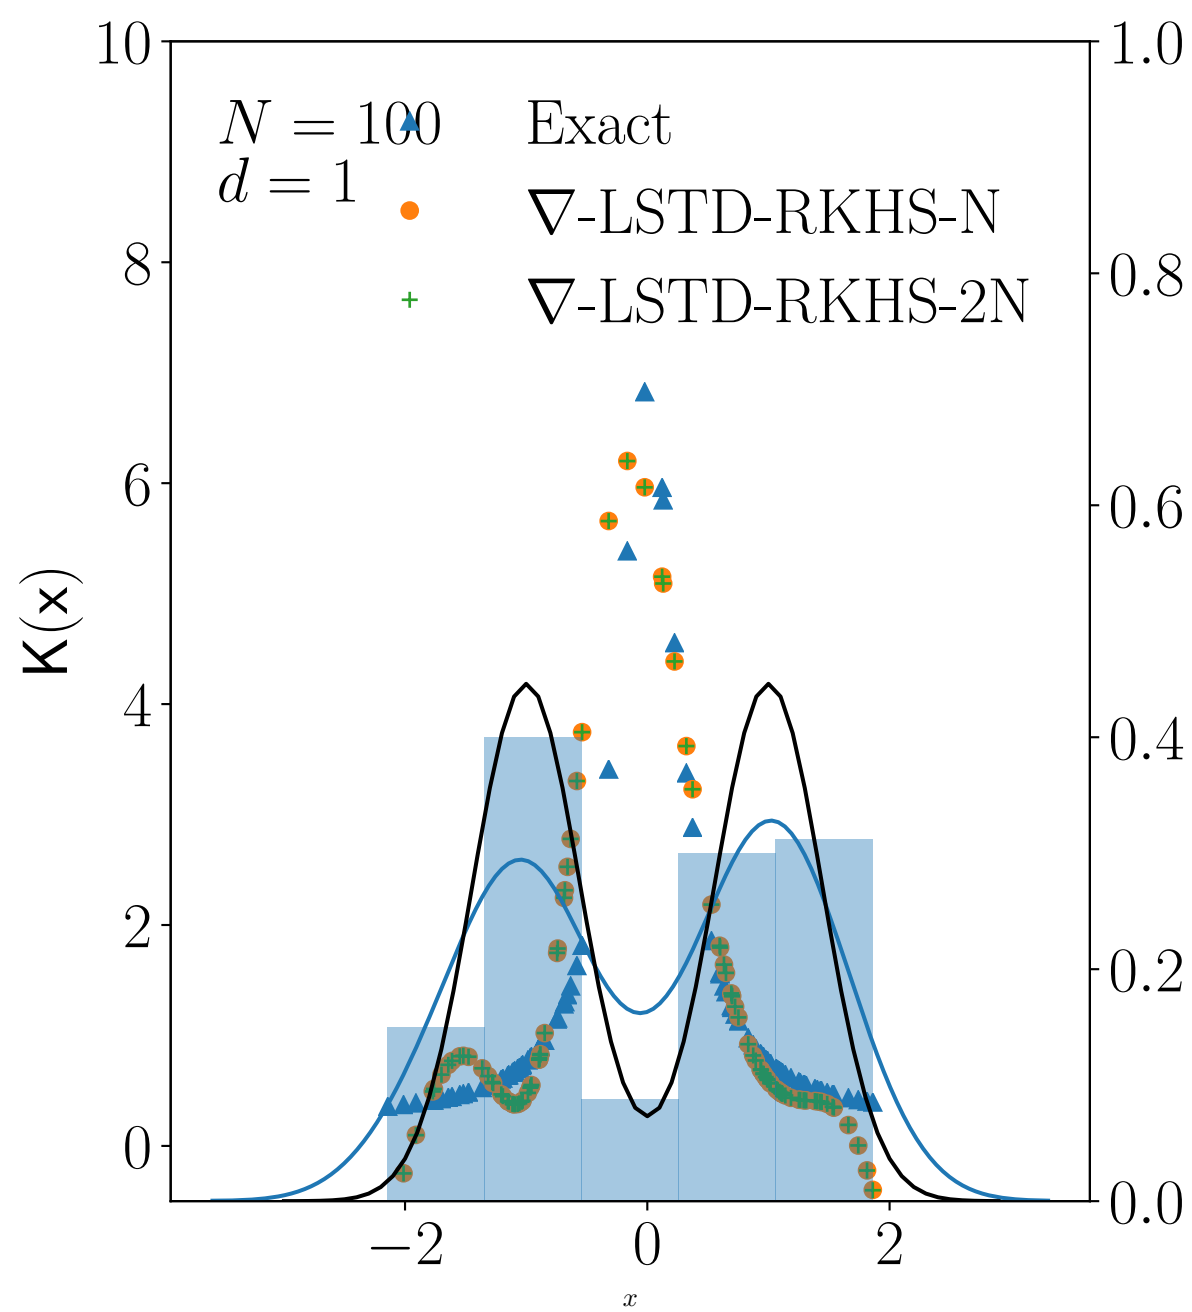 10
1.0
N = 100
Exact
d = 1
∇-LSTD-RKHS-N
8
0.8
∇-LSTD-RKHS-2N
6
0.6
K(x)
4
0.4
2
0.2
0
0.0
−2
0
2
x